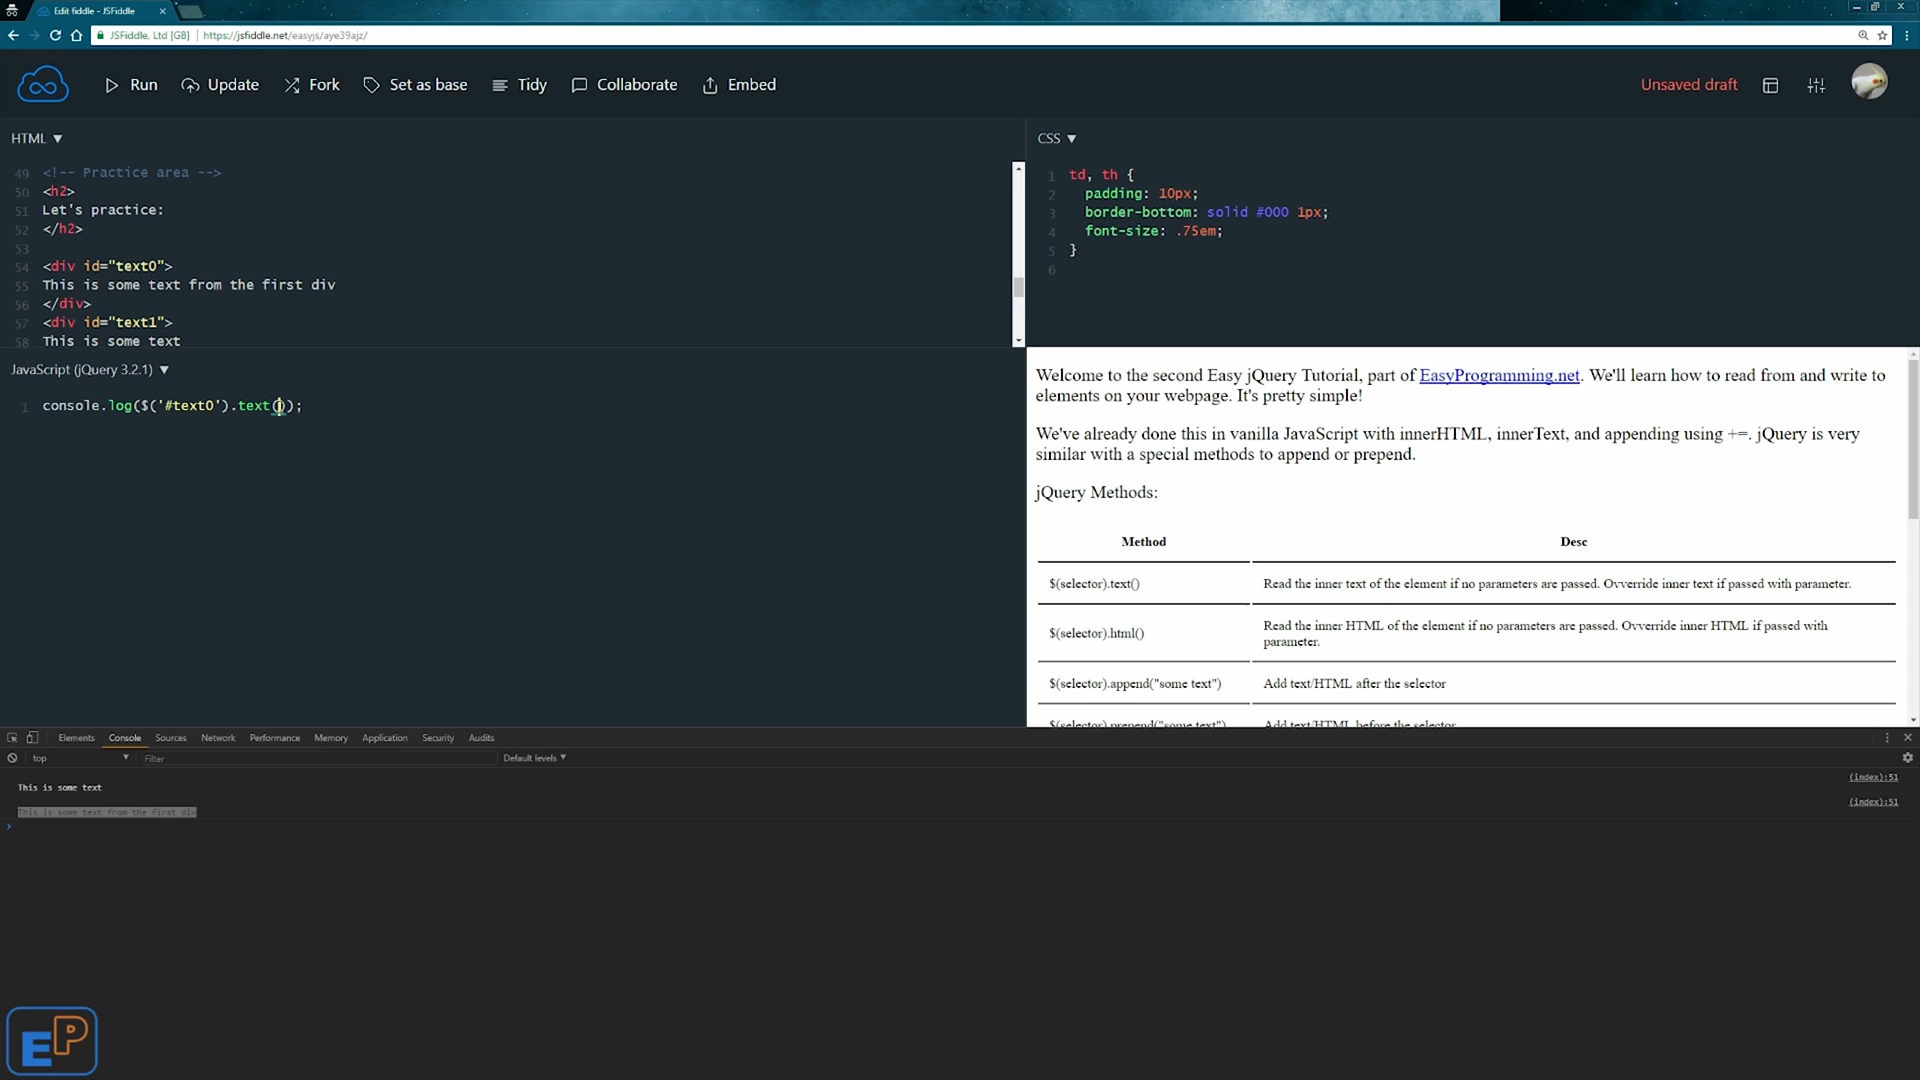 Edit fiddle - JSFiddle
JSFiddle, Ltd [GB] https://jsfiddle.net/easyjs/aye39ajz/
Run Update Fork Set as base Tidy Collaborate Embed Unsaved draft
HTML ▼
49 <!-- Practice area -->
50 <h2>
51 Let's practice:
52 </h2>
53
54 <div id="text0">
55 This is some text from the first div
56 </div>
57 <div id="text1">
58 This is some text
CSS ▼
1 td, th {
2 padding: 10px;
3 border-bottom: solid #000 1px;
4 font-size: .75em;
5 }
6
JavaScript (jQuery 3.2.1) ▼
1 console.log($('#text0').text());
Welcome to the second Easy jQuery Tutorial, part of EasyProgramming.net. We'll learn how to read from and write to
elements on your webpage. It's pretty simple!
We've already done this in vanilla JavaScript with innerHTML, innerText, and appending using +=. jQuery is very
similar with a special methods to append or prepend.
jQuery Methods:
Method Desc
$(selector).text() Read the inner text of the element if no parameters are passed. Ovverride inner text if passed with parameter.
$(selector).html() Read the inner HTML of the element if no parameters are passed. Ovverride inner HTML if passed with
parameter.
$(selector).append("some text") Add text/HTML after the selector
$(selector).prepend("some text") Add text/HTML before the selector
Elements Console Sources Network Performance Memory Application Security Audits
top ▼ Filter Default levels ▼
This is some text (index):51
This is some text from the first div (index):51
>
EP